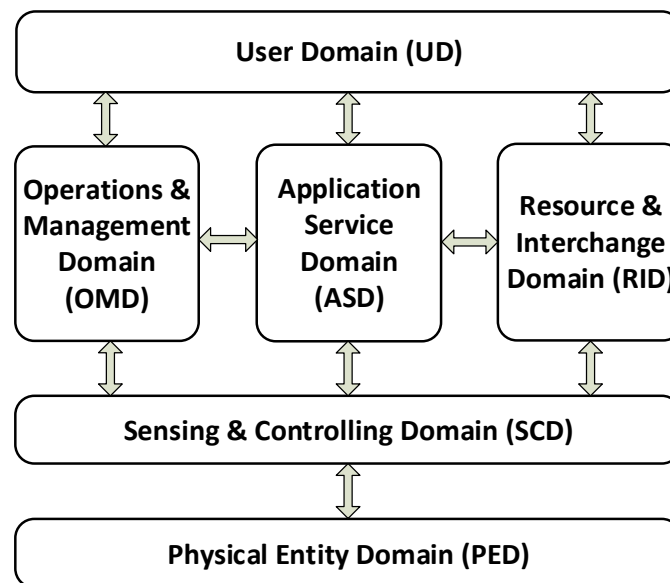 User Domain (UD)
Operations &
Management
Domain
(OMD)
Application
Service
Domain
(ASD)
Resource &
Interchange
Domain (RID)
Sensing & Controlling Domain (SCD)
Physical Entity Domain (PED)